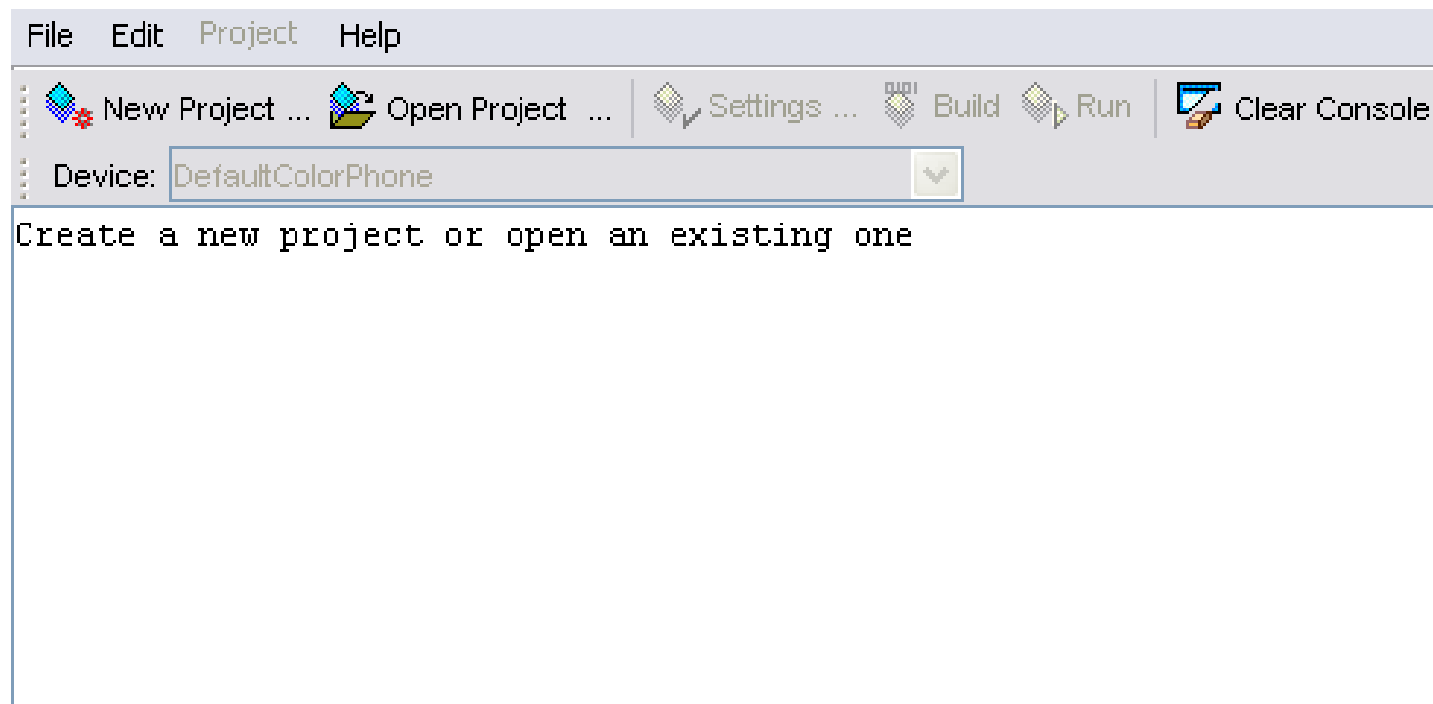 File Edit Project Help
New Project ... Open Project ... Settings ... Build Run Clear Console
Device: DefaultColorPhone
Create a new project or open an existing one